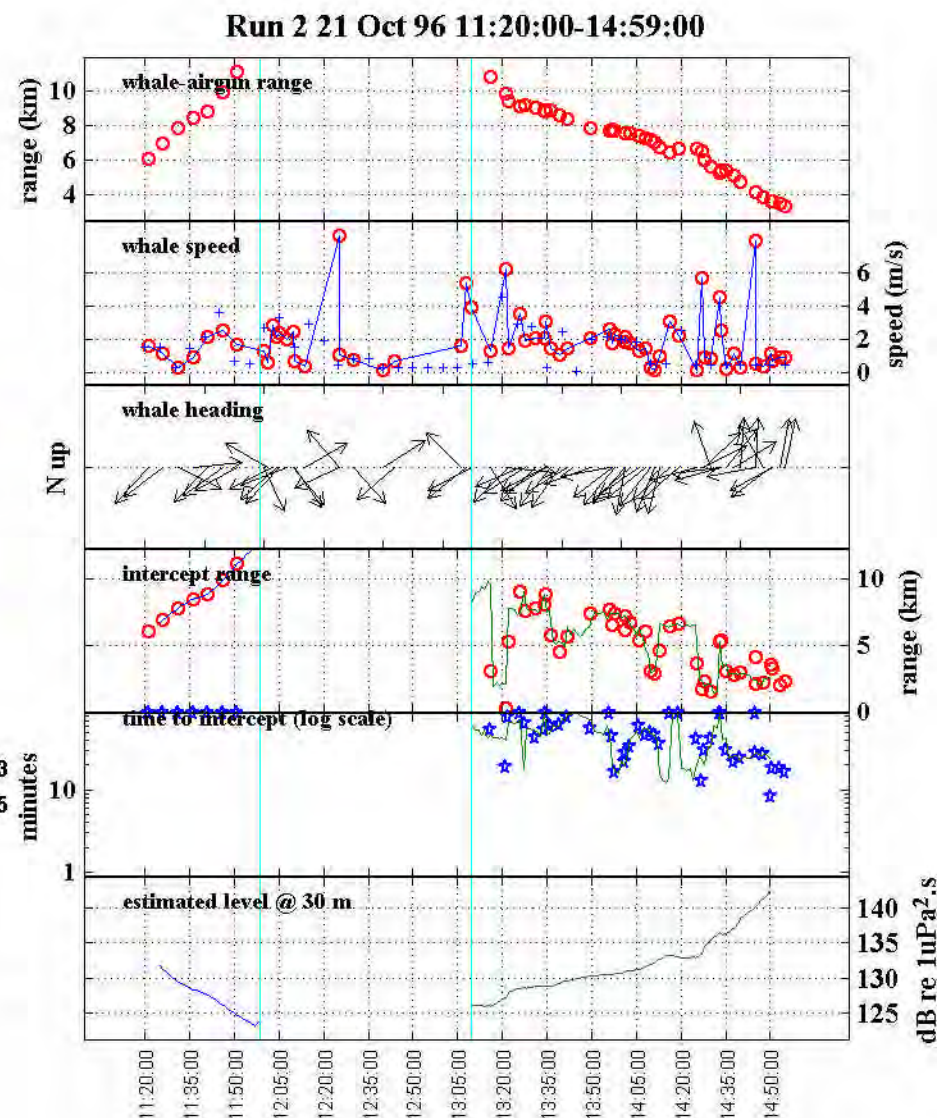 Run 2 21 Oct 96 11:20:00-14:59:00
whale-airgun range
range (km)
10
8
6
4
whale speed
speed (m/s)
6
4
2
0
whale heading
N up
intercept range
range (km)
10
5
0
time to intercept (log scale)
minutes
3
5
10
1
estimated level @ 30 m
dB re 1uPa².s
140
135
130
125
11:20:00
11:35:00
11:50:00
12:05:00
12:20:00
12:35:00
12:50:00
13:05:00
13:20:00
13:35:00
13:50:00
14:05:00
14:20:00
14:35:00
14:50:00